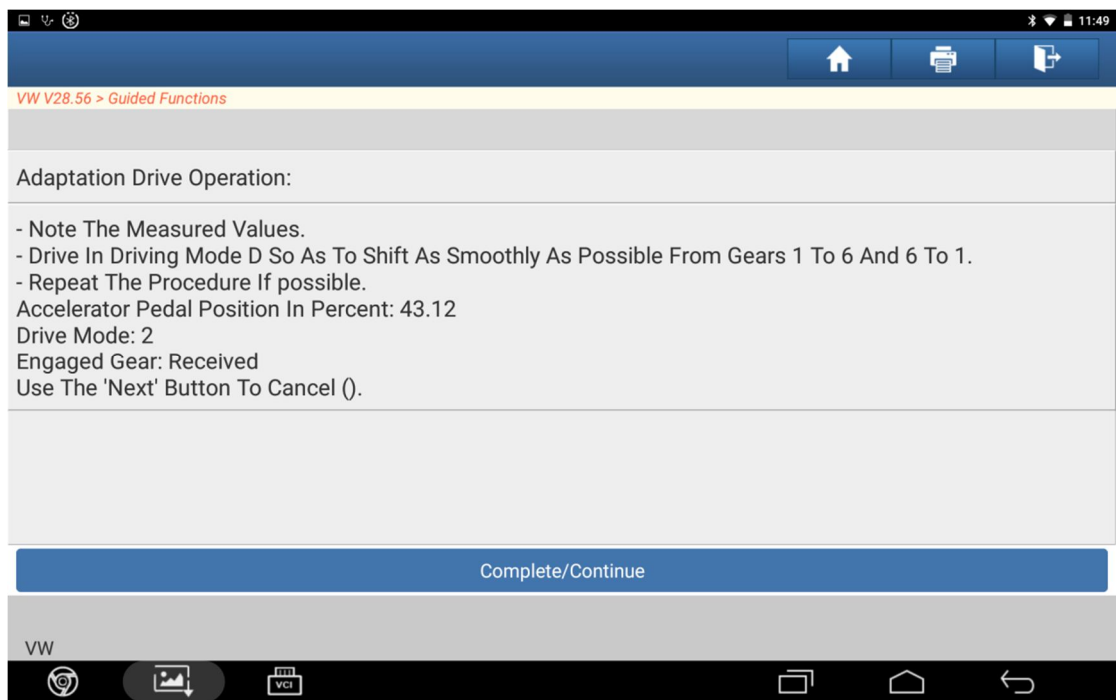 11:49
VW V28.56 > Guided Functions
Adaptation Drive Operation:
- Note The Measured Values.
- Drive In Driving Mode D So As To Shift As Smoothly As Possible From Gears 1 To 6 And 6 To 1.
- Repeat The Procedure If possible.
Accelerator Pedal Position In Percent: 43.12
Drive Mode: 2
Engaged Gear: Received
Use The 'Next' Button To Cancel ().
Complete/Continue
VW
VCI